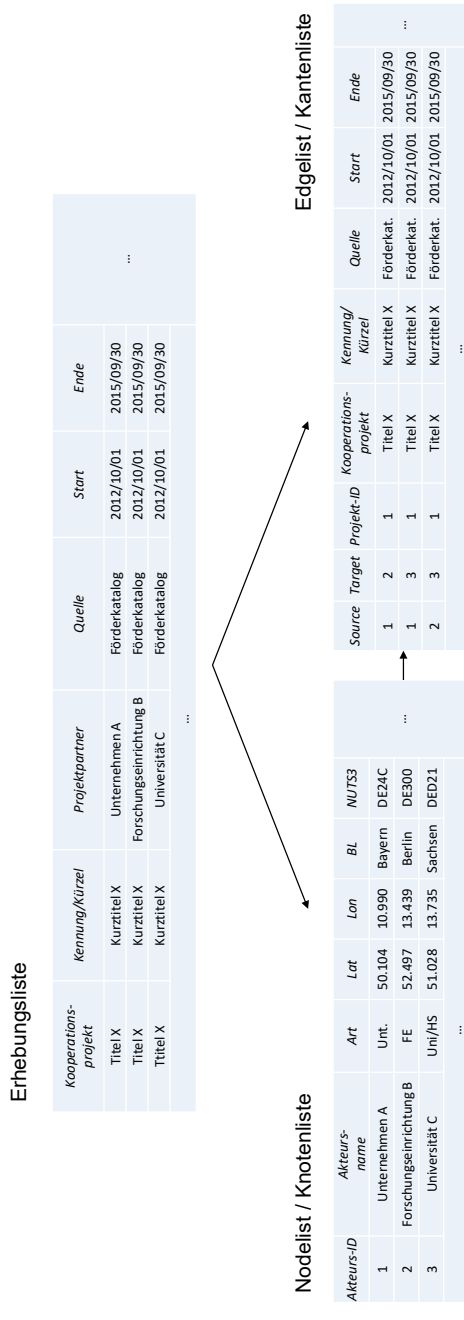 Erhebungsliste
Kooperations-
projekt Kennung/Kürzel Projektpartner Quelle Start Ende
Titel X Kurztitel X Unternehmen A Förderkatalog 2012/10/01 2015/09/30
Titel X Kurztitel X Forschungseinrichtung B Förderkatalog 2012/10/01 2015/09/30 ...
Ttitel X Kurztitel X Universität C Förderkatalog 2012/10/01 2015/09/30
...
Nodelist / Knotenliste
Akteurs-ID Akteurs-
name Art Lat Lon BL NUTS3
1 Unternehmen A Unt. 50.104 10.990 Bayern DE24C
2 Forschungseinrichtung B FE 52.497 13.439 Berlin DE300 ...
3 Universität C Uni/HS 51.028 13.735 Sachsen DED21
...
Edgelist / Kantenliste
Source Target Projekt-ID Kooperations-
projekt Kennung/
Kürzel Quelle Start Ende
1 2 1 Titel X Kurztitel X Förderkat. 2012/10/01 2015/09/30
1 3 1 Titel X Kurztitel X Förderkat. 2012/10/01 2015/09/30 ...
2 3 1 Titel X Kurztitel X Förderkat. 2012/10/01 2015/09/30
...